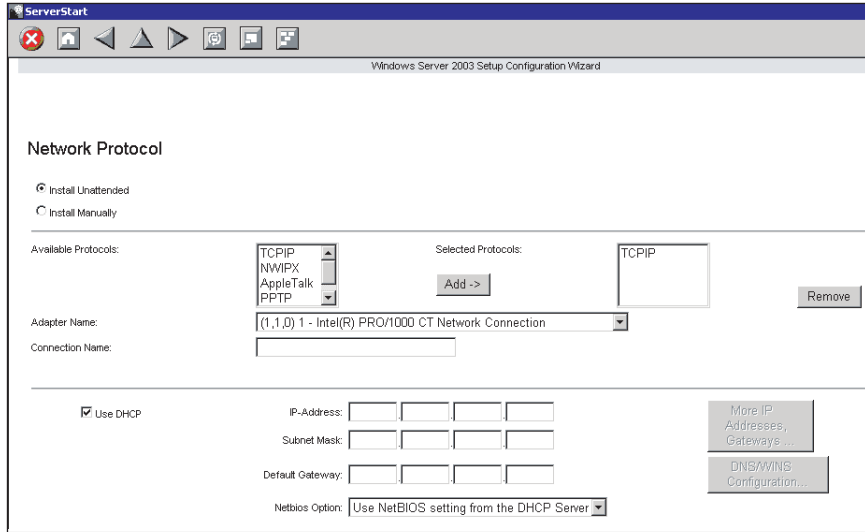 ServerStart
Windows Server 2003 Setup Configuration Wizard
Network Protocol
Install Unattended
Install Manually
Available Protocols:
TCPIP
NWIPX
AppleTalk
PPTP
Selected Protocols:
Add ->
TCPIP
Remove
Adapter Name:
(1,1,0) 1 - Intel(R) PRO/1000 CT Network Connection
Connection Name:
Use DHCP
IP-Address:
Subnet Mask:
Default Gateway:
Netbios Option:
Use NetBIOS setting from the DHCP Server
More IP
Addresses,
Gateways ...
DNS/WINS
Configuration...